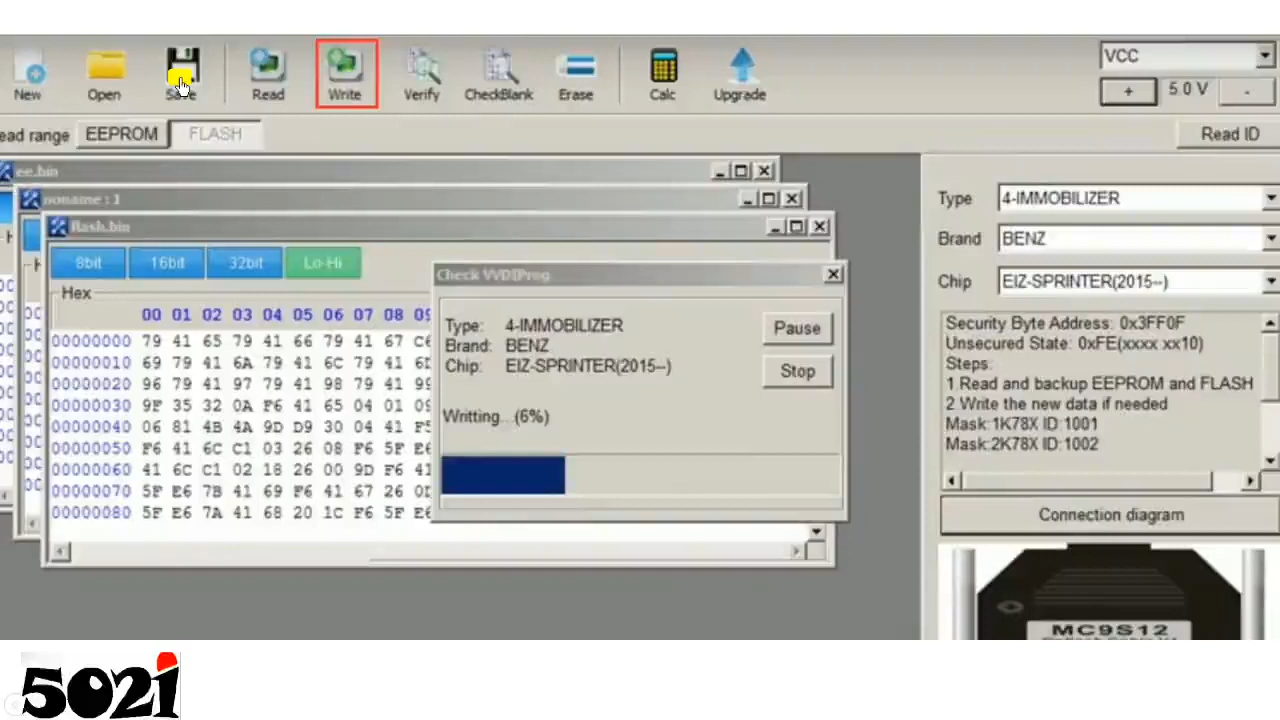 VCC
New Open Save Read Write Verify CheckBlank Erase Calc Upgrade
+ 5.0 V -
ead range EEPROM FLASH
Read ID
ee.bin
noname : 1
flash.bin
8bit 16bit 32bit Lo-Hi
Hex
00 01 02 03 04 05 06 07 08 09
00000000 79 41 65 79 41 66 79 41 67 C6
00000010 69 79 41 6A 79 41 6C 79 41 6D
00000020 96 79 41 97 79 41 98 79 41 99
00000030 9F 35 32 0A F6 41 65 04 01 09
00000040 06 81 4B 4A 9D D9 30 04 41 F5
00000050 F6 41 6C C1 03 26 08 F6 5F E6
00000060 41 6C C1 02 18 26 00 9D F6 41
00000070 5F E6 7B 41 69 F6 41 67 26 0D
00000080 5F E6 7A 41 68 20 1C F6 5F E6
Check VVDIProg
Type: 4-IMMOBILIZER
Brand: BENZ
Chip: EIZ-SPRINTER(2015--)
Pause
Stop
Writting...(6%)
Type 4-IMMOBILIZER
Brand BENZ
Chip EIZ-SPRINTER(2015--)
Security Byte Address: 0x3FF0F
Unsecured State: 0xFE(xxxx xx10)
Steps:
1.Read and backup EEPROM and FLASH
2.Write the new data if needed
Mask:1K78X ID:1001
Mask:2K78X ID:1002
Connection diagram
MC9S12
5021